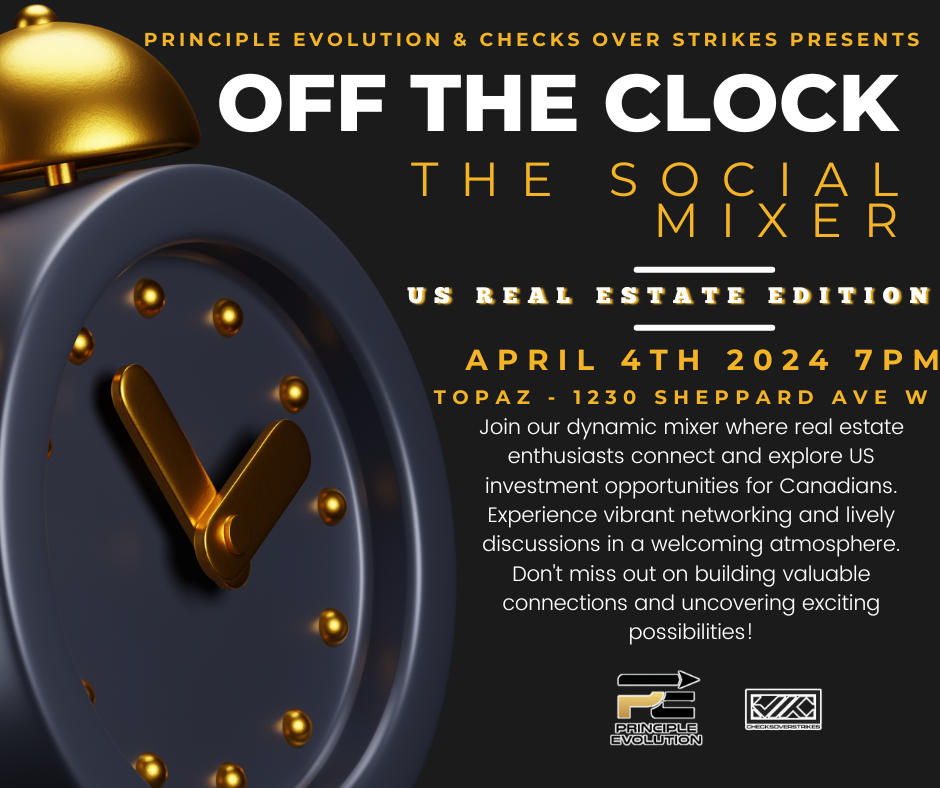 PRINCIPLE EVOLUTION & CHECKS OVER STRIKES PRESENTS
OFF THE CLOCK
THE SOCIAL
MIXER
US REAL ESTATE EDITION
APRIL 4TH 2024 7PM
TOPAZ - 1230 SHEPPARD AVE W
Join our dynamic mixer where real estate
enthusiasts connect and explore US
investment opportunities for Canadians.
Experience vibrant networking and lively
discussions in a welcoming atmosphere.
Don't miss out on building valuable
connections and uncovering exciting
possibilities!
PE
PRINCIPLE
EVOLUTION
CHECKSOVERSTRIKES